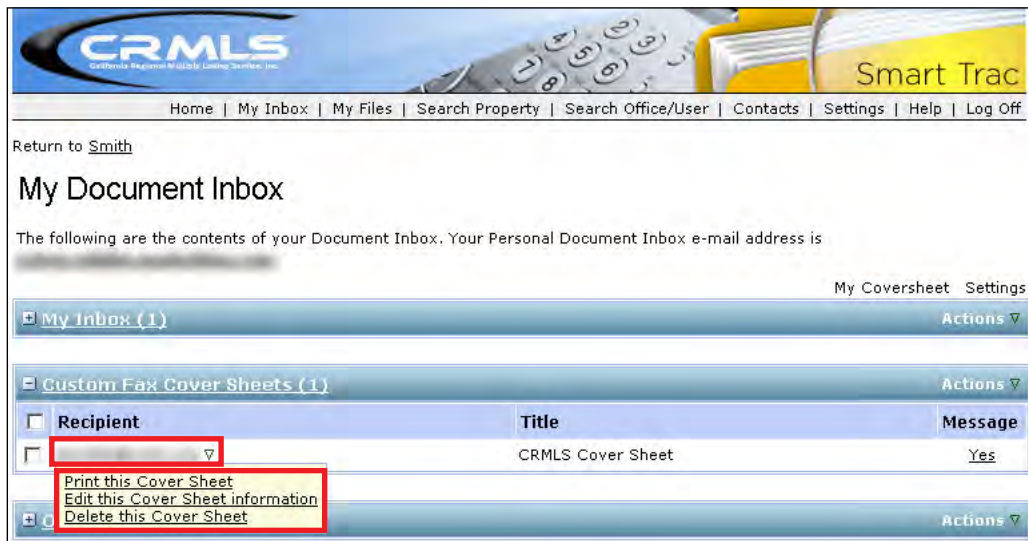 CRMLS
California Regional Multiple Listing Service, Inc.
Smart Trac
Home | My Inbox | My Files | Search Property | Search Office/User | Contacts | Settings | Help | Log Off
Return to Smith
My Document Inbox
The following are the contents of your Document Inbox. Your Personal Document Inbox e-mail address is
My Coversheet Settings
My Inbox (1) Actions
Custom Fax Cover Sheets (1) Actions
Recipient Title Message
CRMLS Cover Sheet Yes
Print this Cover Sheet
Edit this Cover Sheet information
Delete this Cover Sheet
Actions